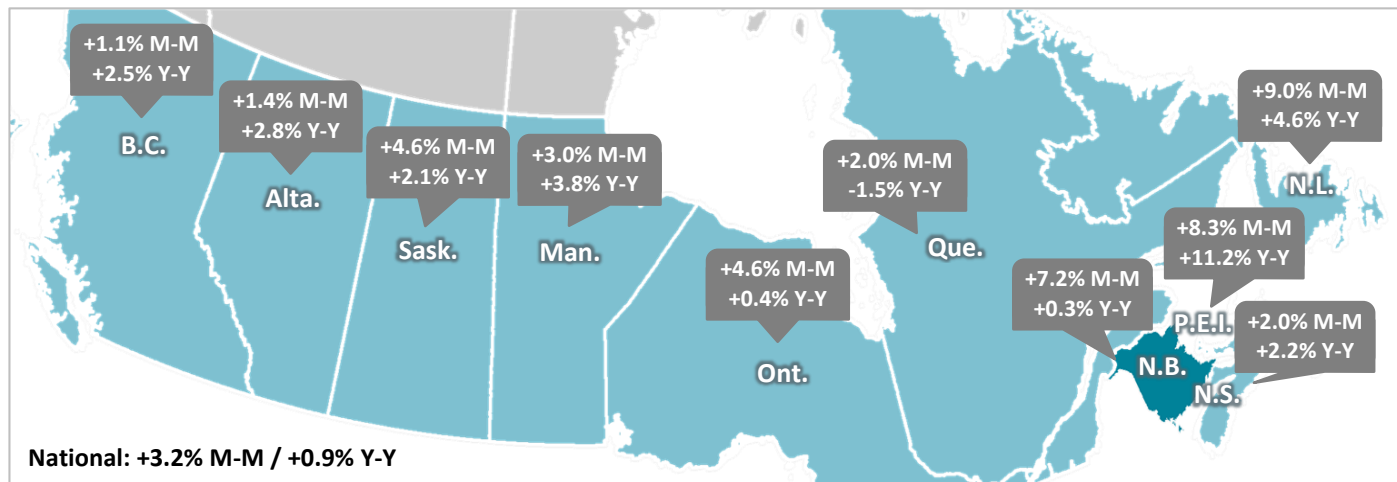 +1.1% M-M
+2.5% Y-Y
B.C.
+1.4% M-M
+2.8% Y-Y
Alta.
+4.6% M-M
+2.1% Y-Y
Sask.
+3.0% M-M
+3.8% Y-Y
Man.
+4.6% M-M
+0.4% Y-Y
Ont.
+2.0% M-M
-1.5% Y-Y
Que.
+9.0% M-M
+4.6% Y-Y
N.L.
+8.3% M-M
+11.2% Y-Y
P.E.I.
+7.2% M-M
+0.3% Y-Y
N.B.
+2.0% M-M
+2.2% Y-Y
N.S.
National: +3.2% M-M / +0.9% Y-Y